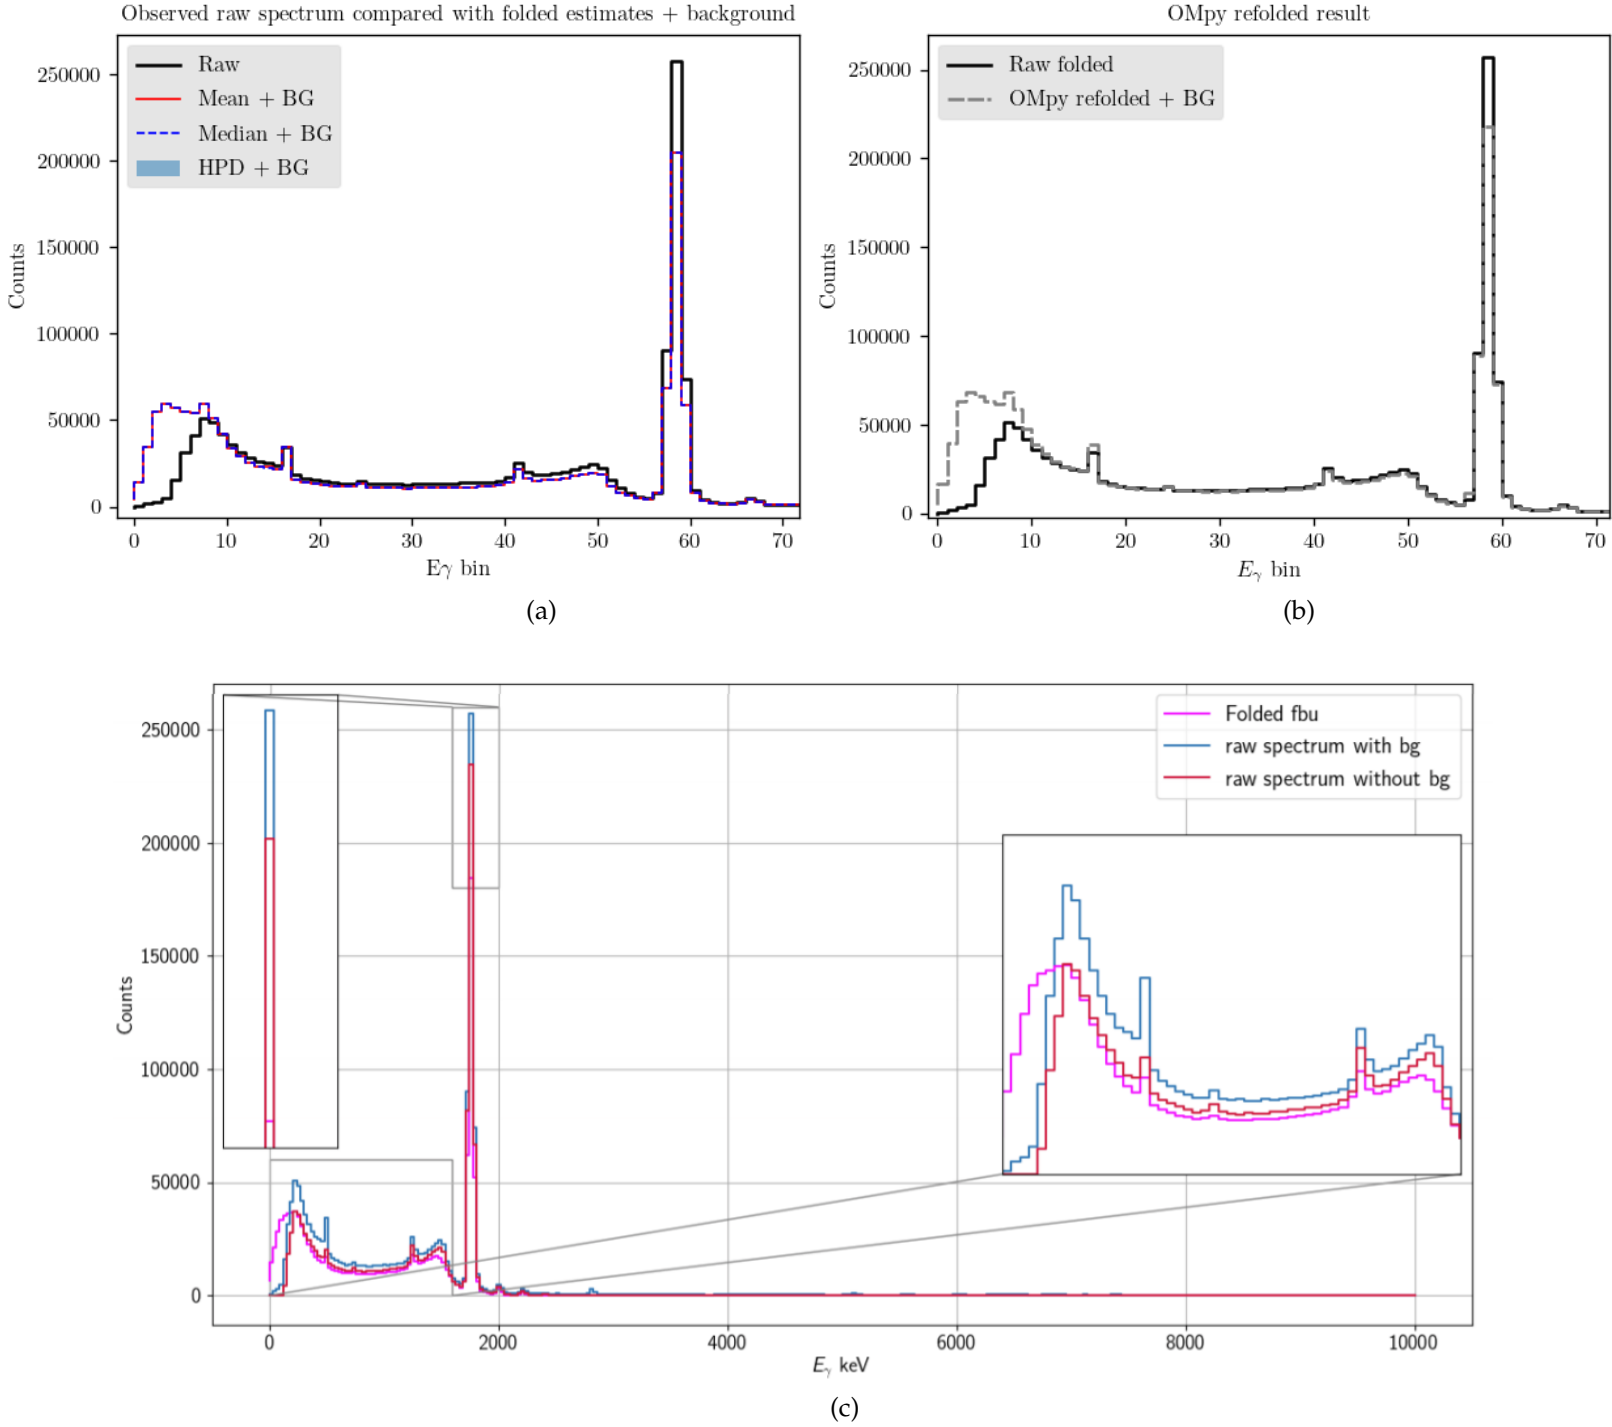 Observed raw spectrum compared with folded estimates + background
Raw
Mean + BG
Median + BG
HPD + BG
250000
200000
150000
100000
50000
0
Counts
0 10 20 30 40 50 60 70
Eγ bin
(a)
OMpy refolded result
Raw folded
OMpy refolded + BG
250000
200000
150000
100000
50000
0
Counts
0 10 20 30 40 50 60 70
Eγ bin
(b)
Folded fbu
raw spectrum with bg
raw spectrum without bg
250000
200000
150000
100000
50000
0
Counts
0 2000 4000 6000 8000 10000
Eγ keV
(c)